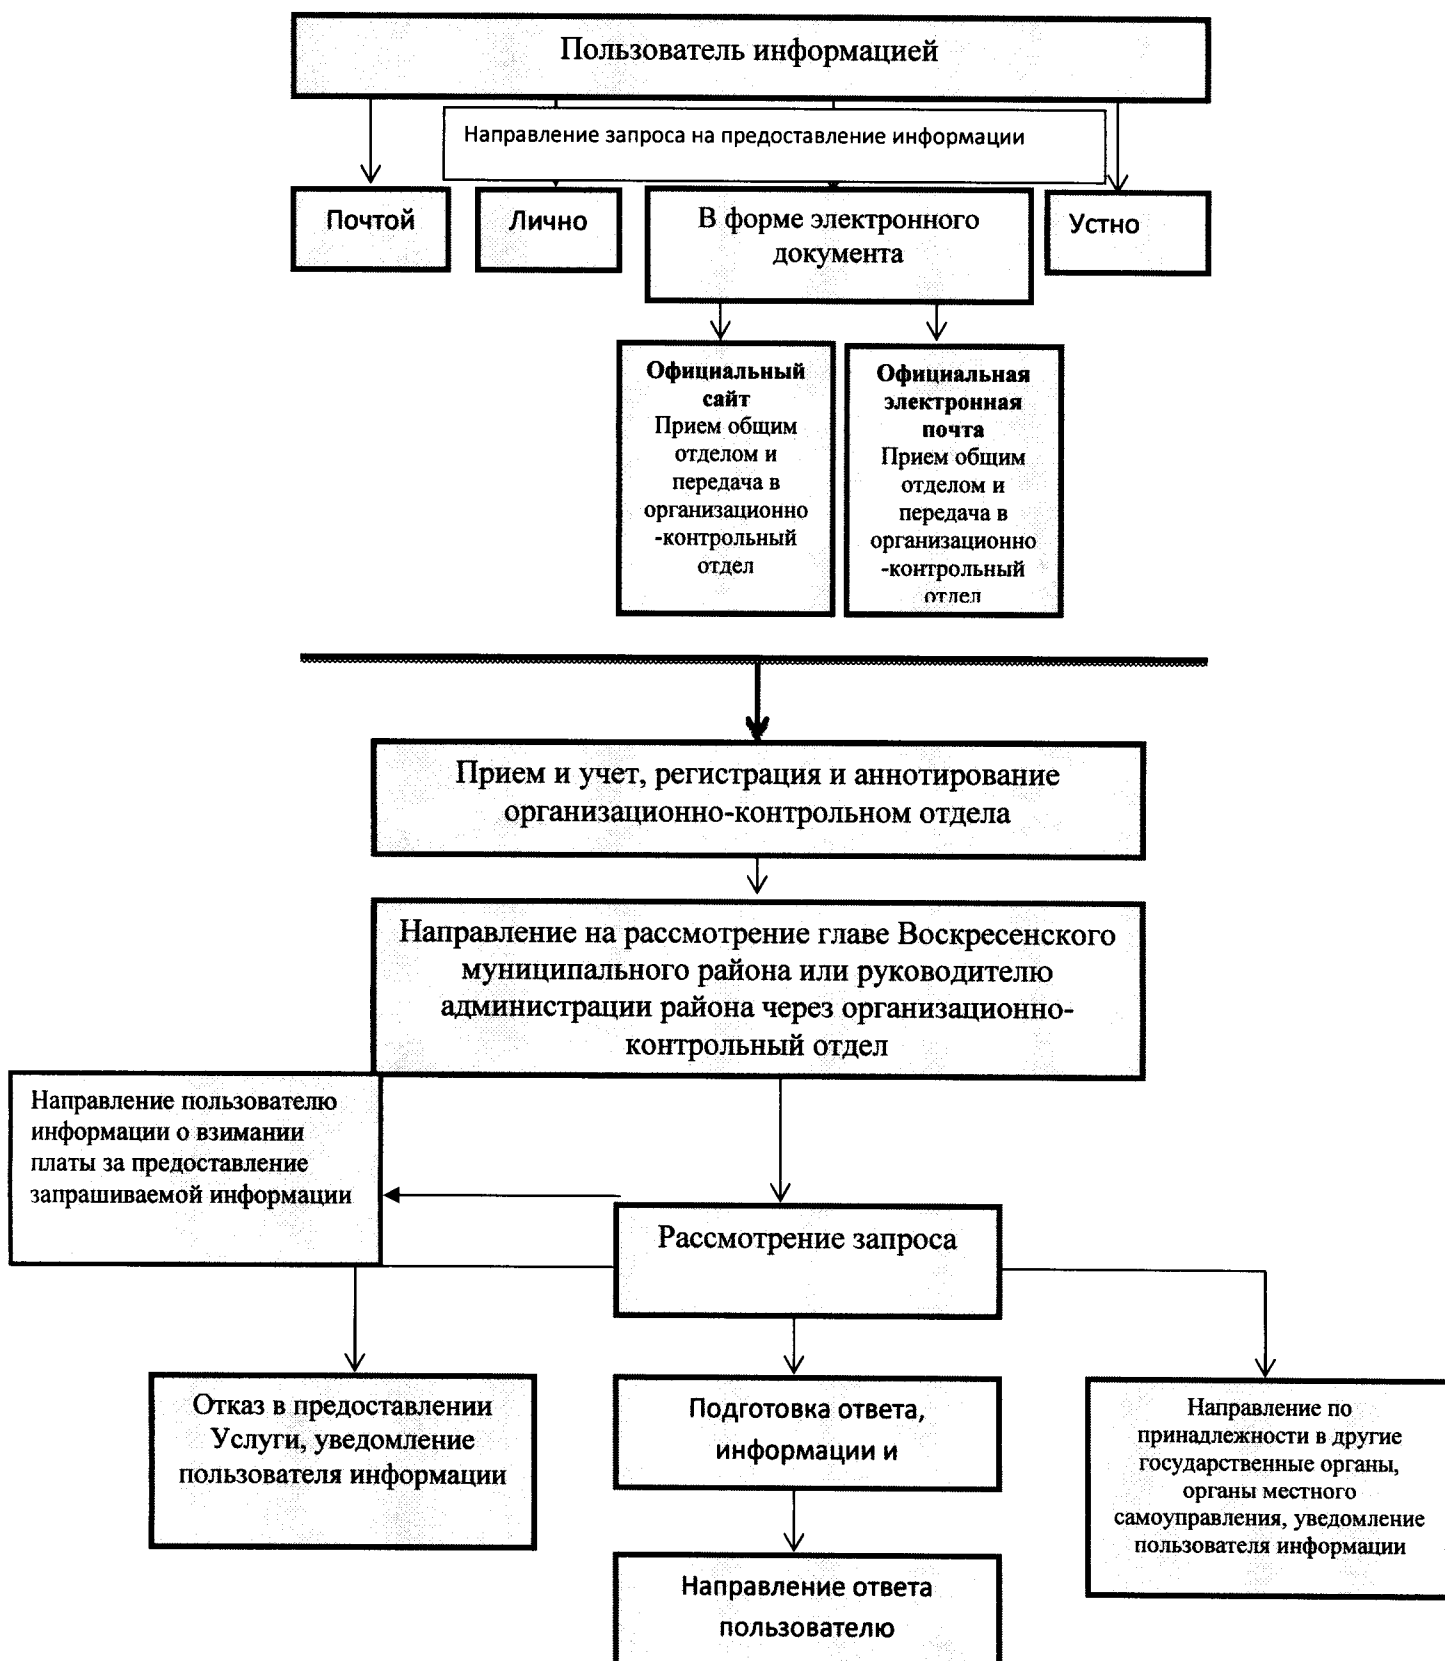 Пользователь информацией
Направление запроса на предоставление информации
Почтой
Лично
В форме электронного
документа
Устно
Официальный
сайт
Прием общим
отделом и
передача в
организационно
-контрольный
отдел
Официальная
электронная
почта
Прием общим
отделом и
передача в
организационно
-контрольный
отдел
Прием и учет, регистрация и аннотирование
организационно-контрольном отдела
Направление на рассмотрение главе Воскресенского
муниципального района или руководителю
администрации района через организационно-
контрольный отдел
Направление пользователю
информации о взимании
платы за предоставление
запрашиваемой информации
Рассмотрение запроса
Отказ в предоставлении
Услуги, уведомление
пользователя информации
Подготовка ответа,
информации и
Направление по
принадлежности в другие
государственные органы,
органы местного
самоуправления, уведомление
пользователя информации
Направление ответа
пользователю